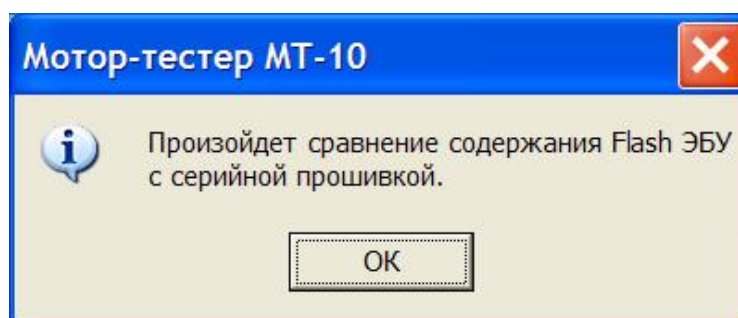 Мотор-тестер МТ-10
Произойдет сравнение содержания Flash ЭБУ
с серийной прошивкой.
OK